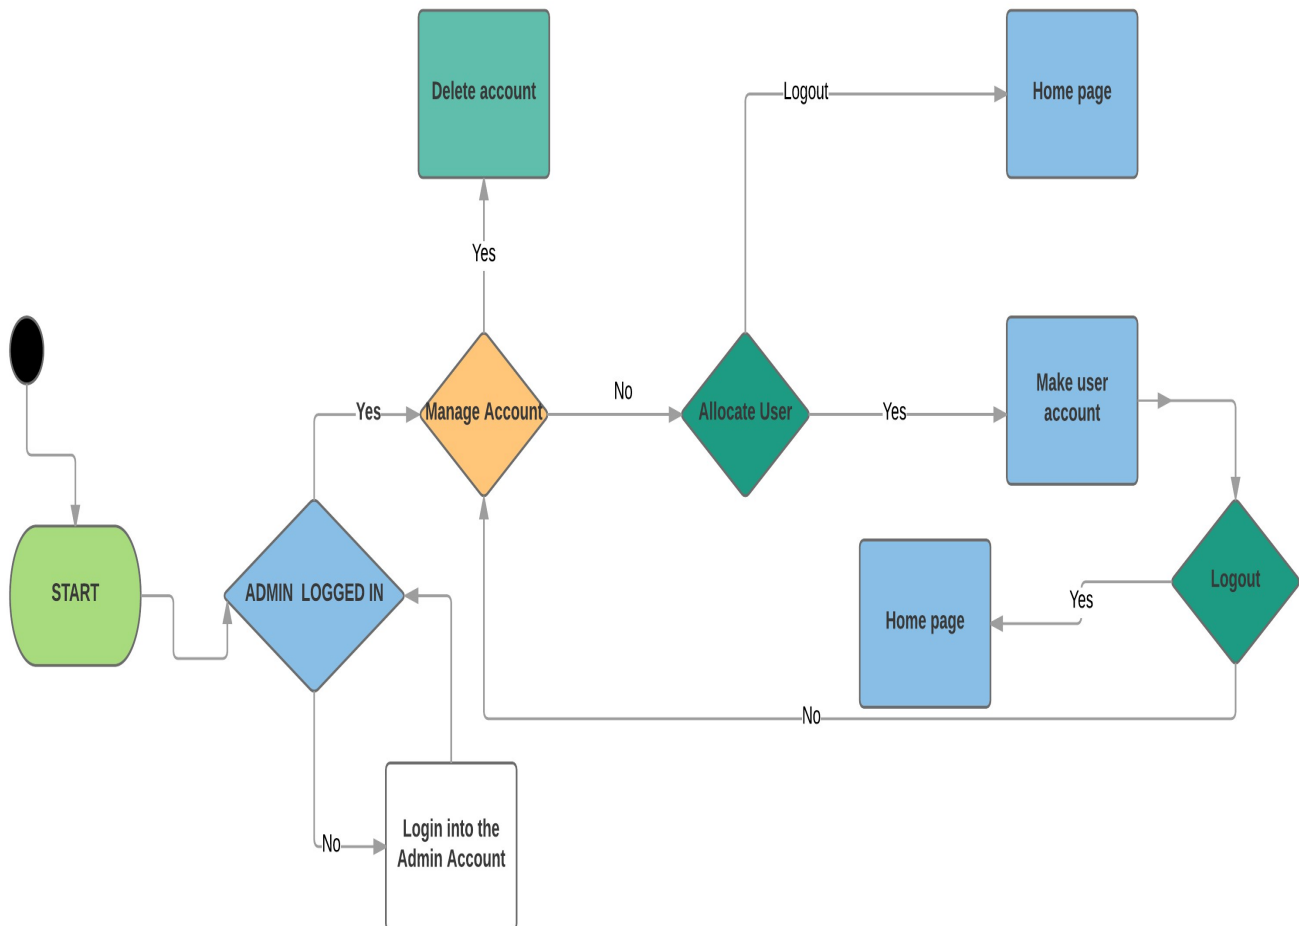 Delete account
Logout
Home page
Yes
No
Yes
Manage Account
Allocate User
Yes
Make user
account
START
ADMIN  LOGGED IN
Home page
Yes
Logout
No
No
Login into the
Admin Account